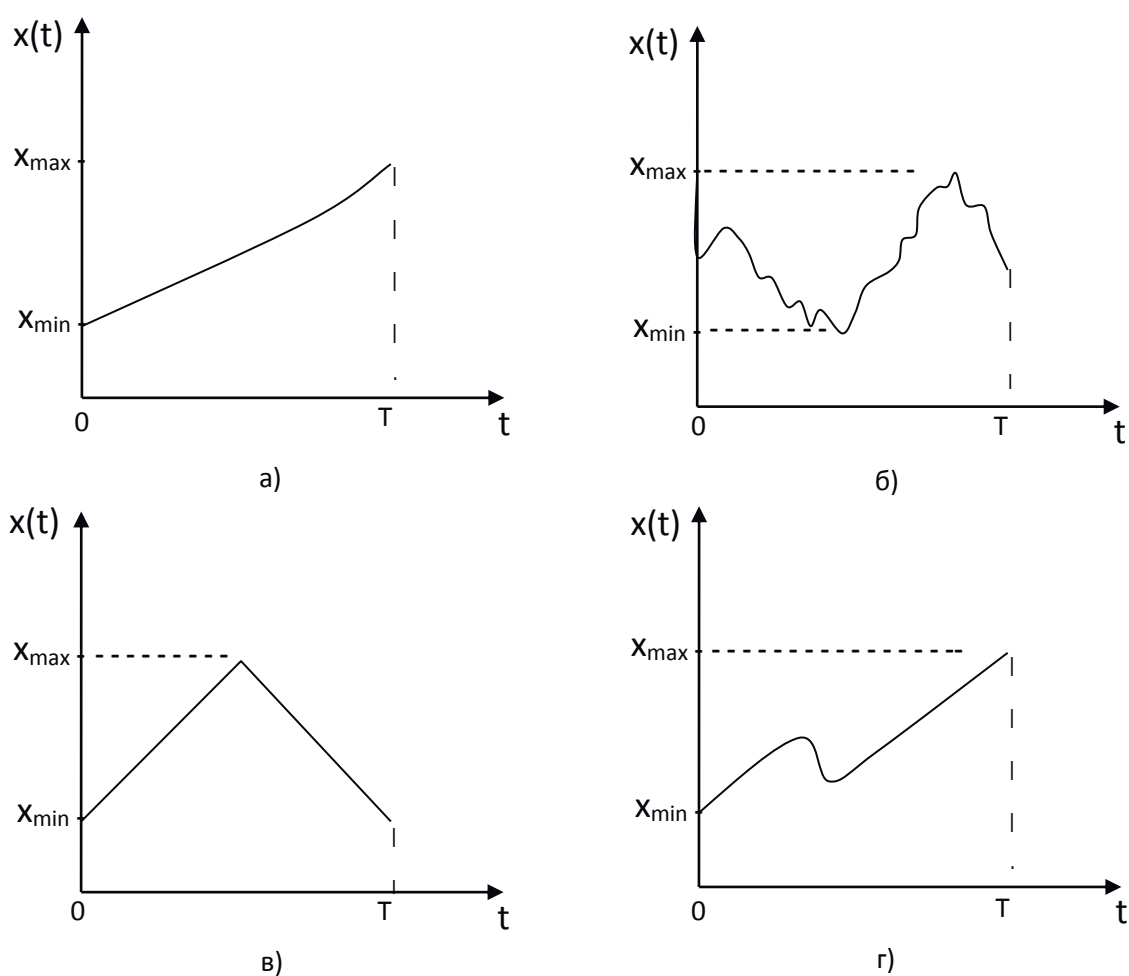 x(t)
xmax
xmin
0
T
t
а)
x(t)
xmax
xmin
0
T
t
б)
x(t)
xmax
xmin
0
T
t
в)
x(t)
xmax
xmin
0
T
t
г)